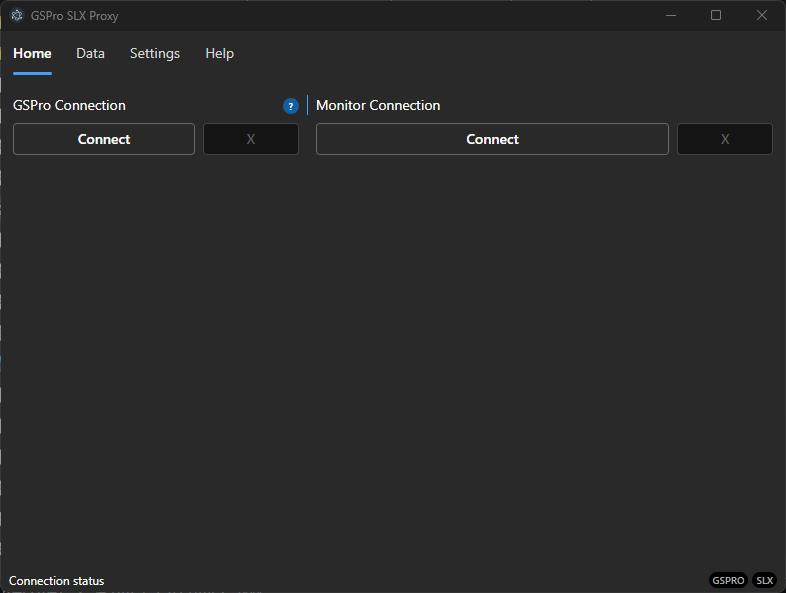 GSPro SLX Proxy
Home Data Settings Help
GSPro Connection ? Monitor Connection
Connect X Connect X
Connection status GSPRO SLX